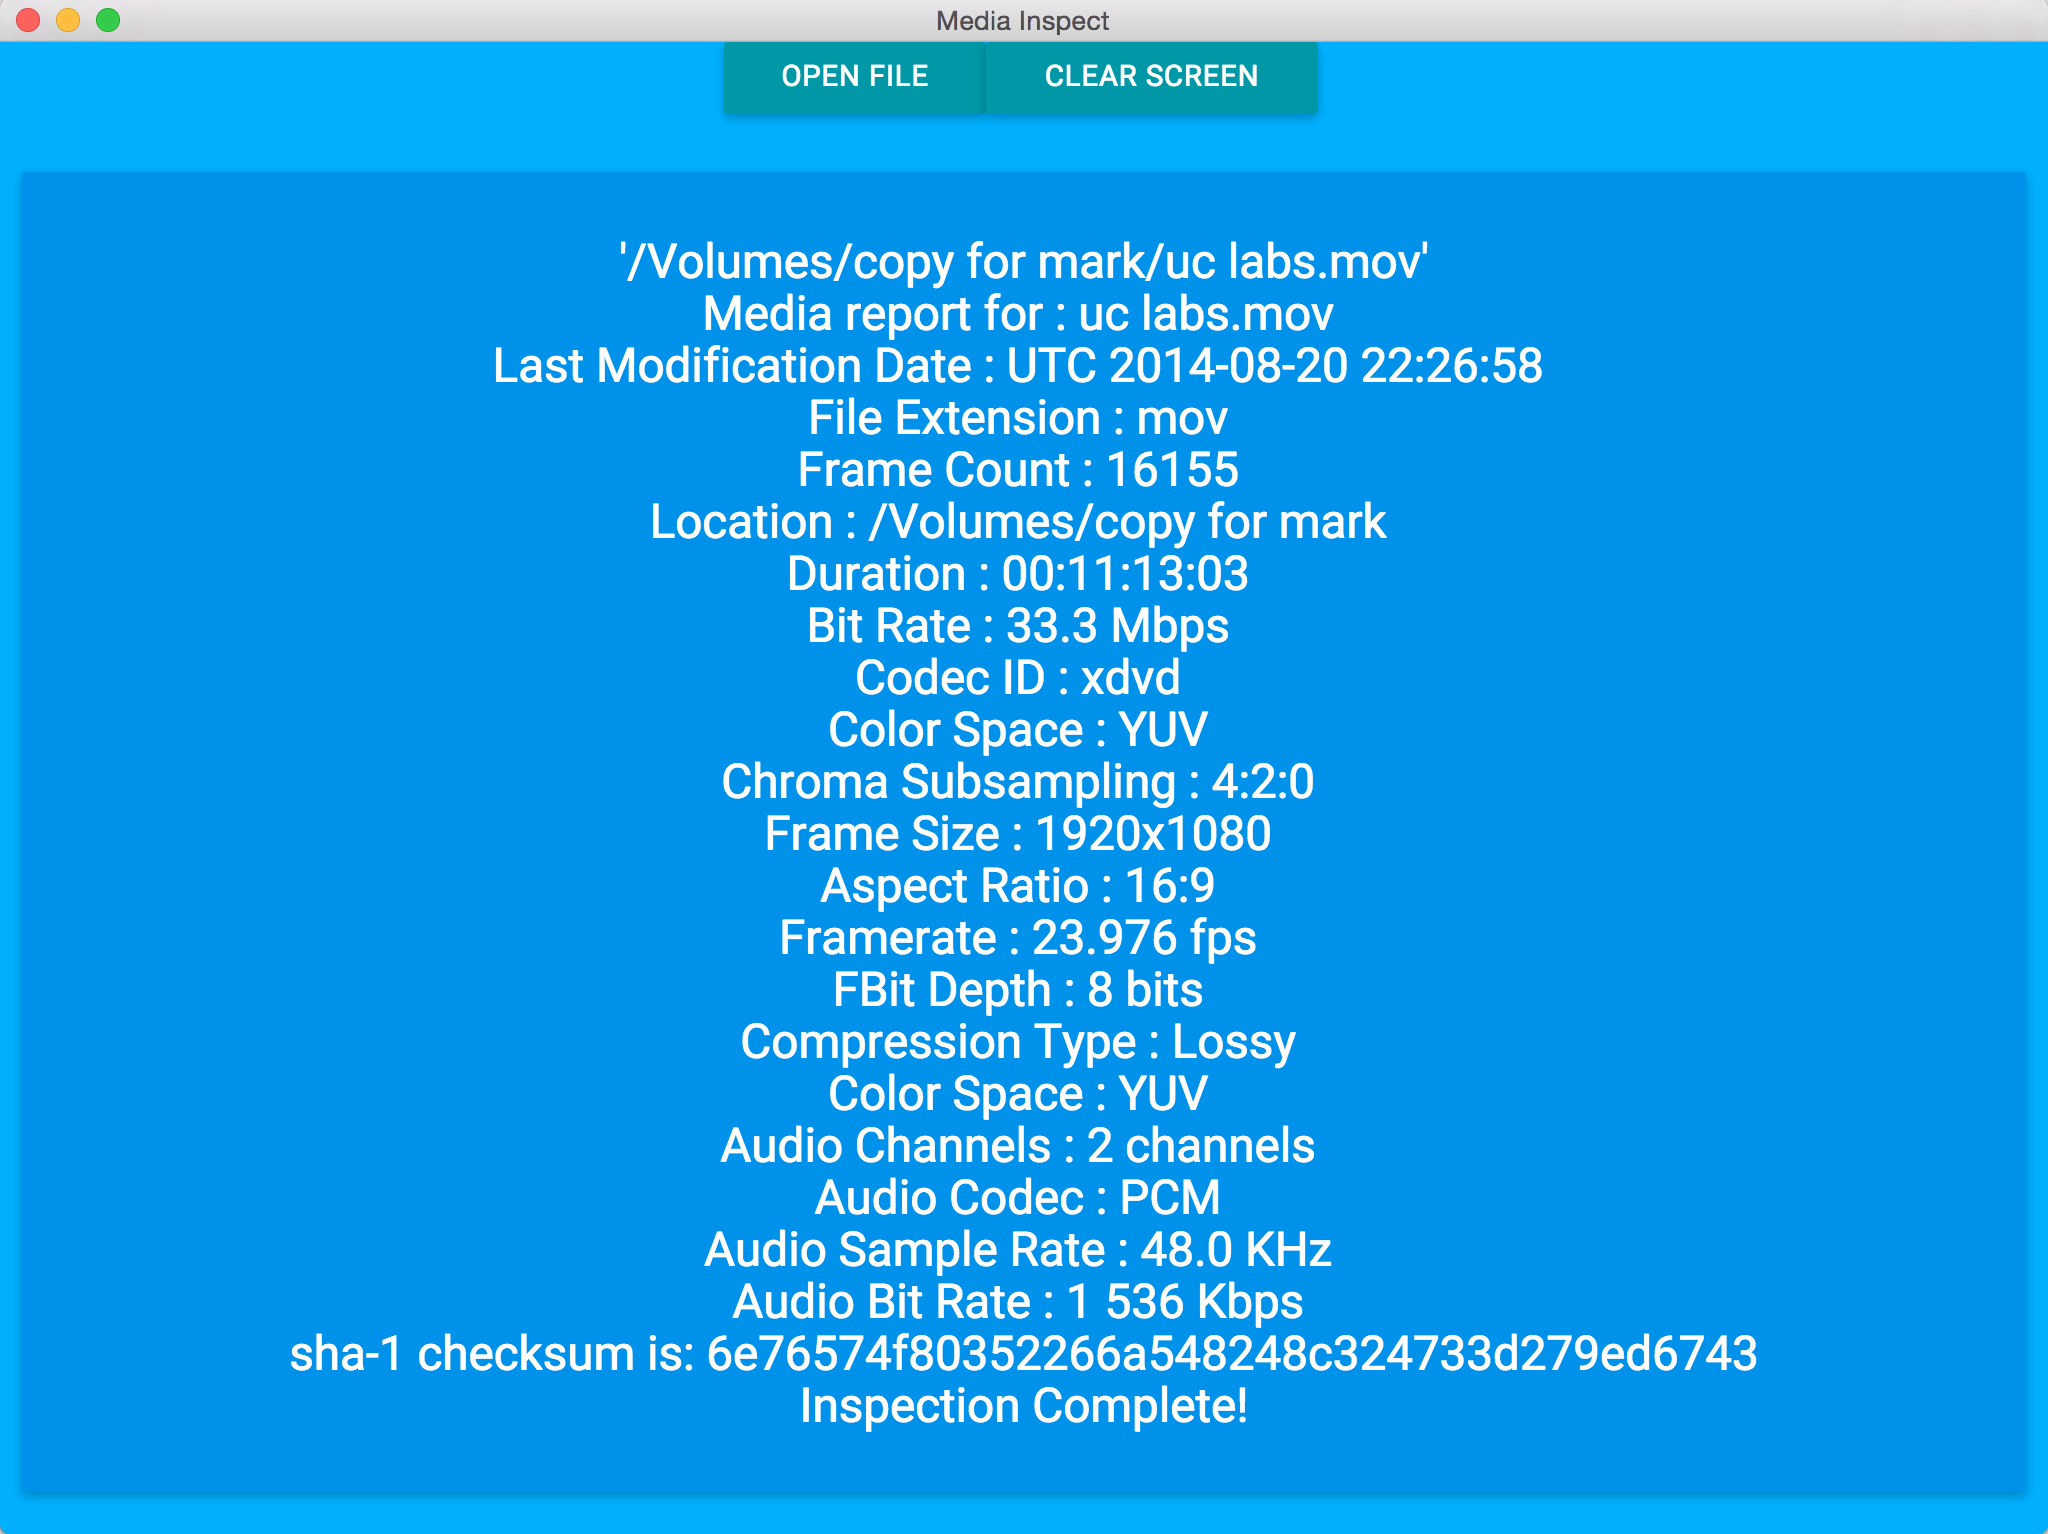 Media Inspect
OPEN FILE CLEAR SCREEN
'/Volumes/copy for mark/uc labs.mov'
Media report for : uc labs.mov
Last Modification Date : UTC 2014-08-20 22:26:58
File Extension : mov
Frame Count : 16155
Location : /Volumes/copy for mark
Duration : 00:11:13:03
Bit Rate : 33.3 Mbps
Codec ID : xdvd
Color Space : YUV
Chroma Subsampling : 4:2:0
Frame Size : 1920x1080
Aspect Ratio : 16:9
Framerate : 23.976 fps
FBit Depth : 8 bits
Compression Type : Lossy
Color Space : YUV
Audio Channels : 2 channels
Audio Codec : PCM
Audio Sample Rate : 48.0 KHz
Audio Bit Rate : 1 536 Kbps
sha-1 checksum is: 6e76574f80352266a548248c324733d279ed6743
Inspection Complete!